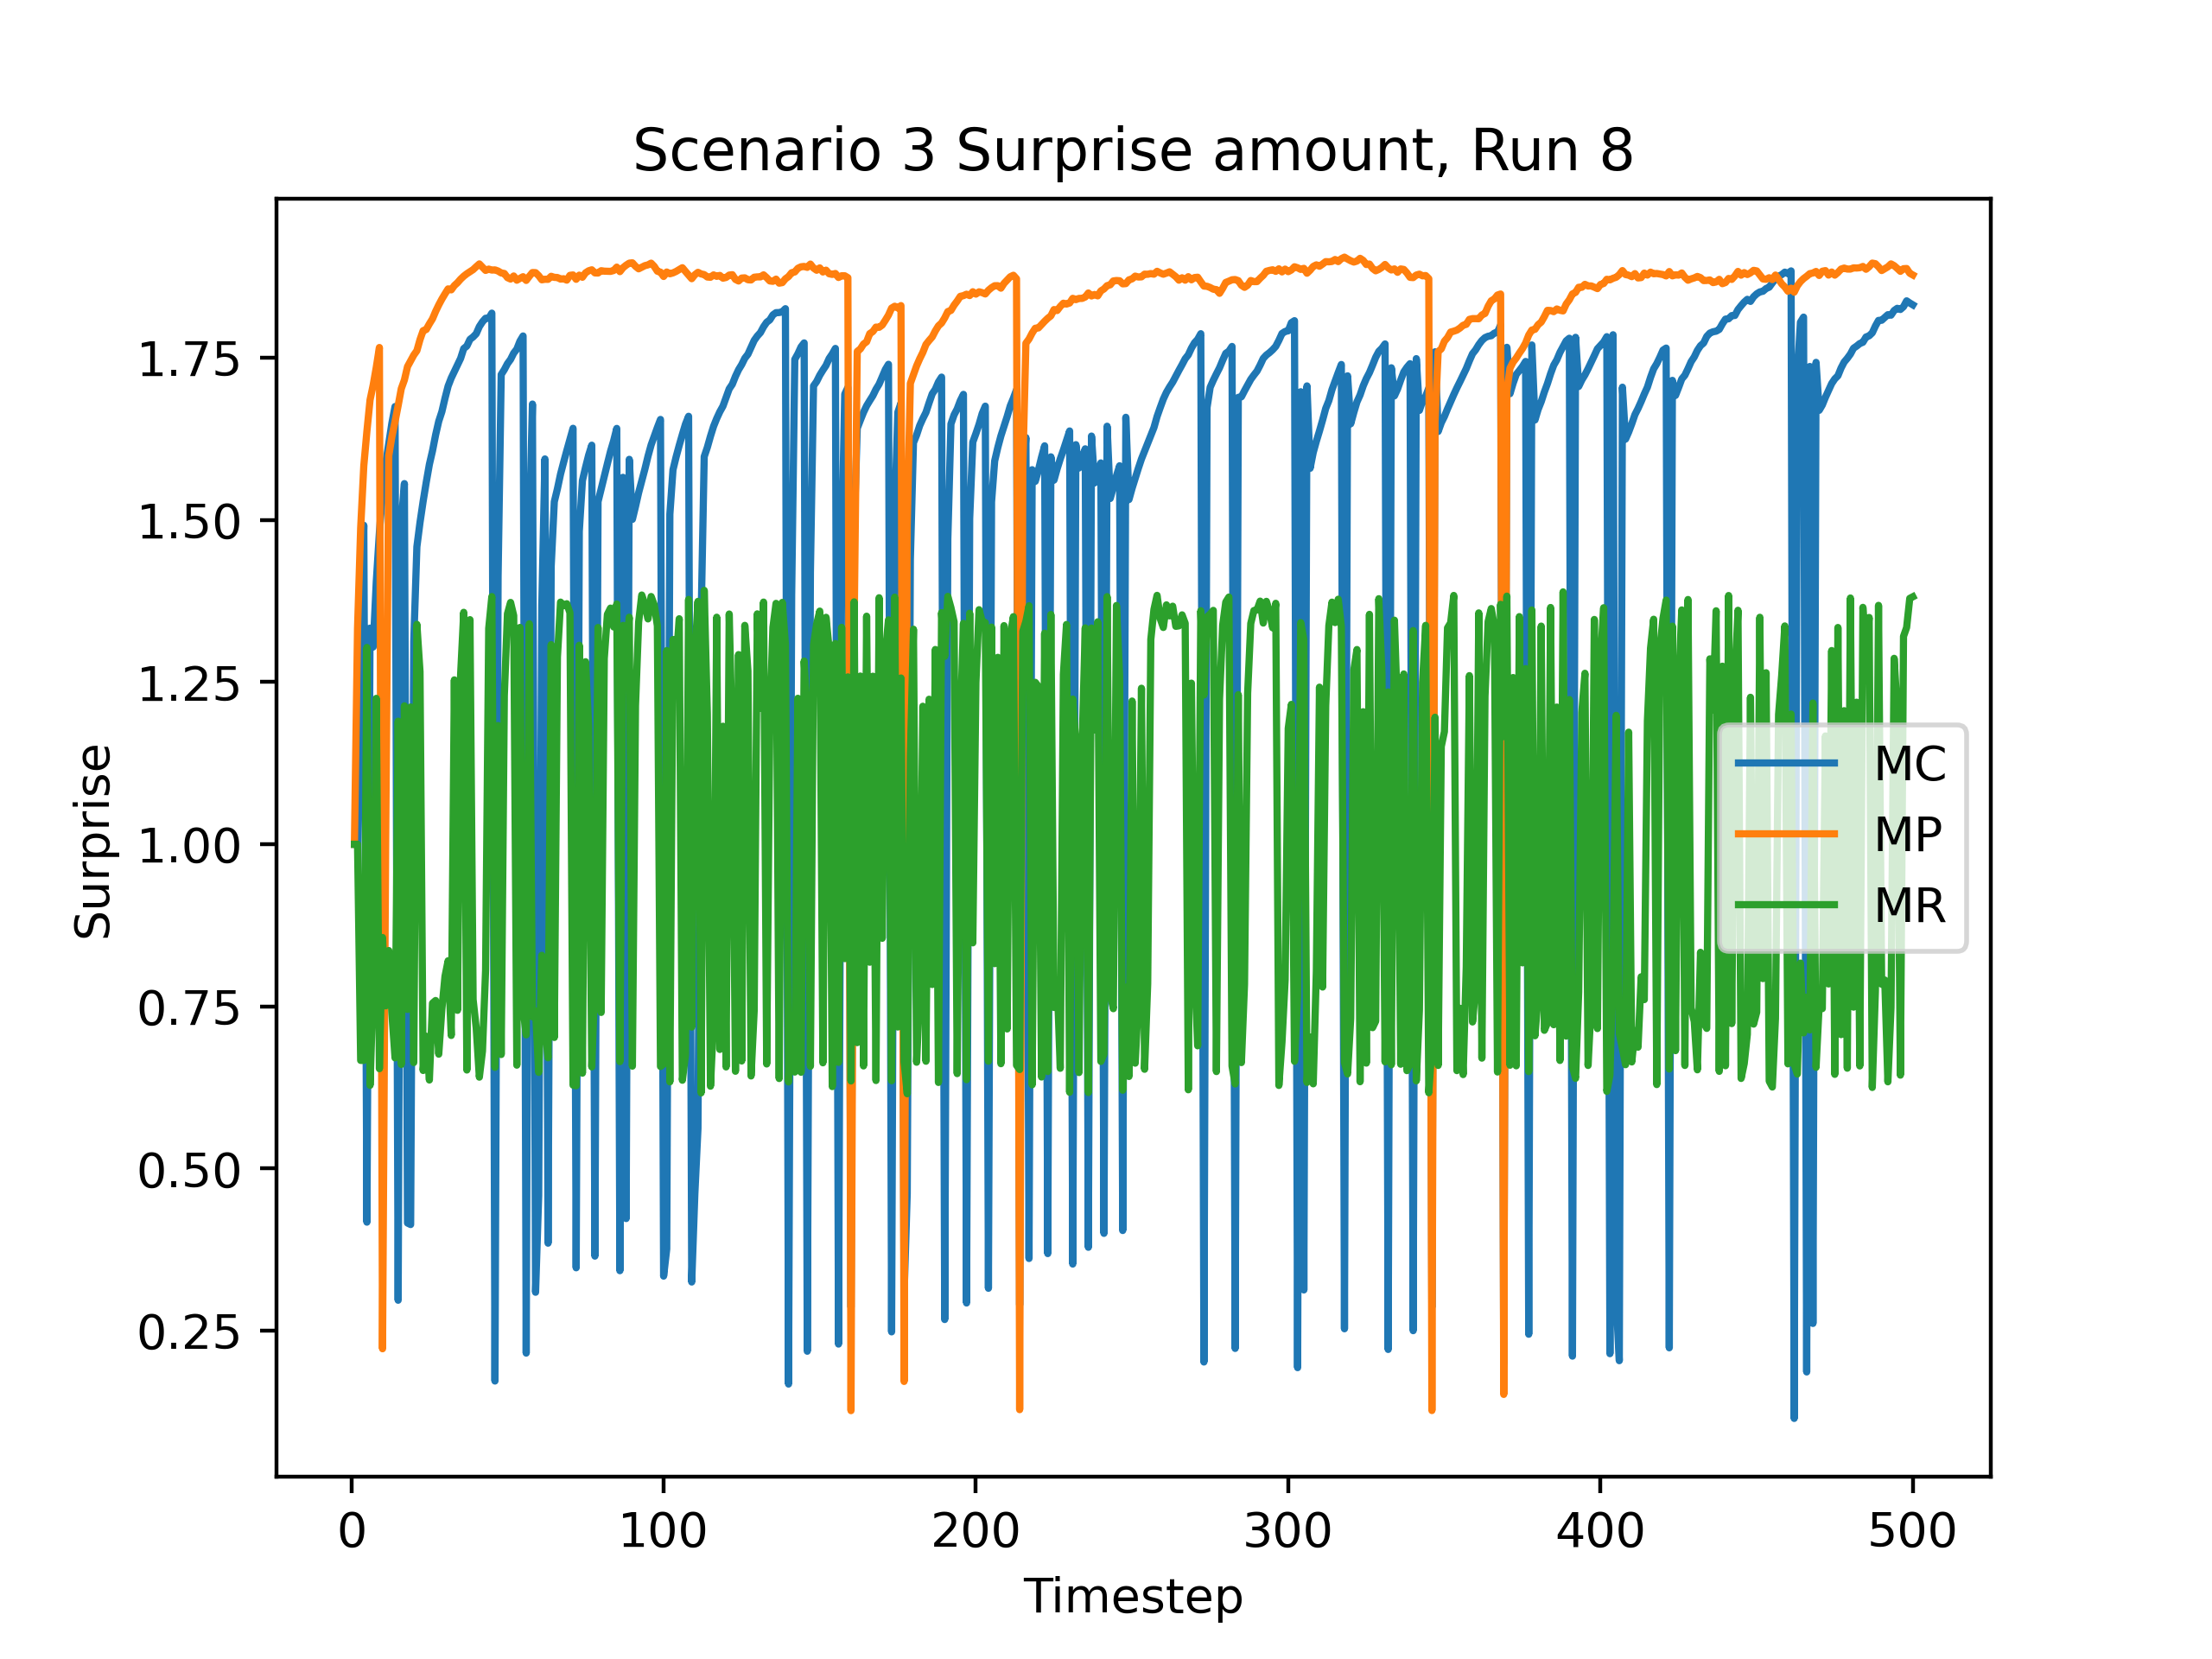 Scenario 3 Surprise amount, Run 8
Surprise
1.75
1.50
1.25
1.00
0.75
0.50
0.25
MC
MP
MR
0 100 200 300 400 500
Timestep